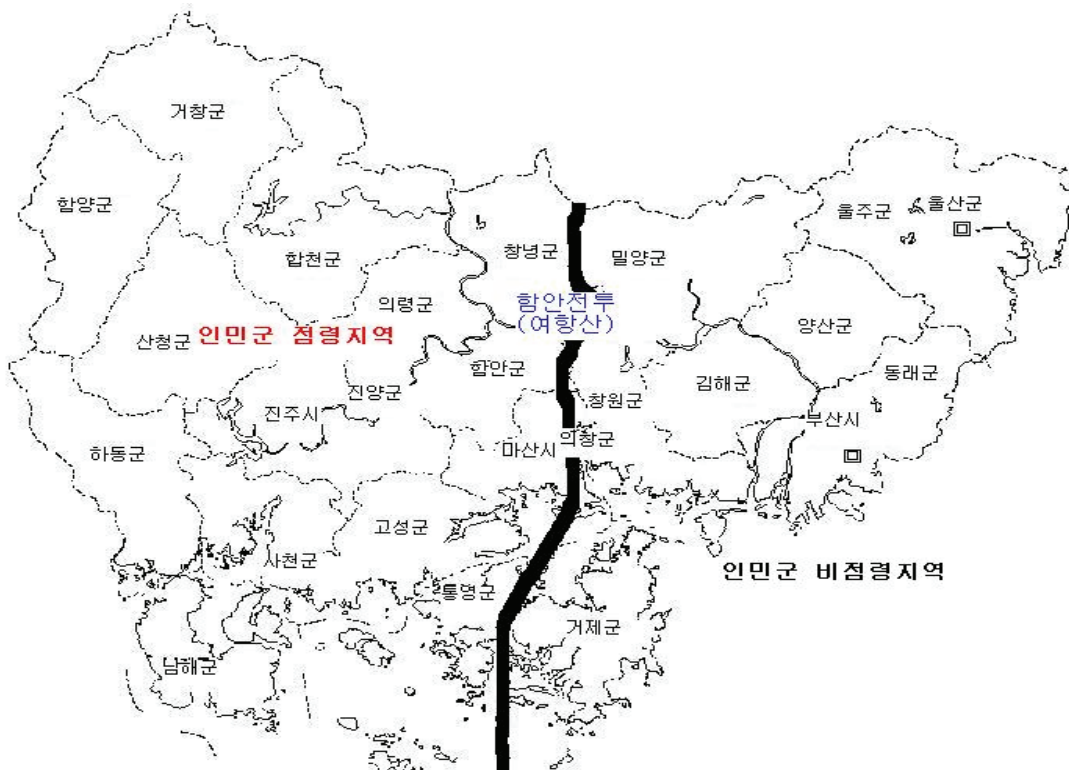 거창군
함양군
울주군
울산군
합천군
창녕군
밀양군
의령군
함안전투
(여항산)
산청군
인민군 점령지역
양산군
함안군
동래군
진양군
김해군
창원군
진주시
부산시
하동군
마산시
의창군
고성군
사천군
인민군 비점령지역
통영군
거제군
남해군